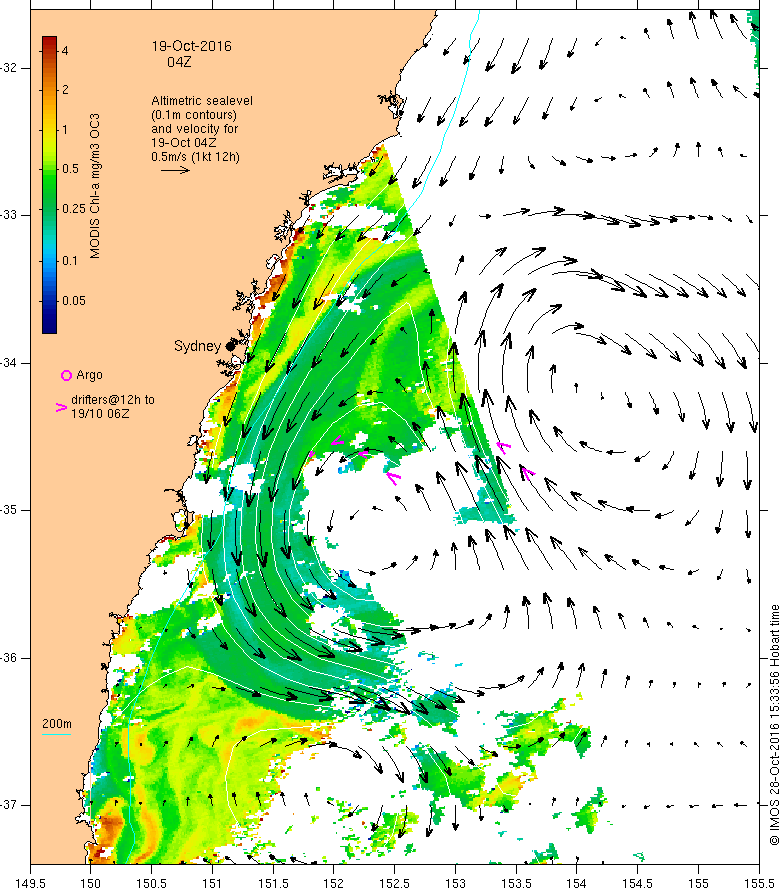 19-Oct-2016
04Z
Altimetric sealevel
(0.1m contours)
and velocity for
19-Oct 04Z
0.5m/s (1kt 12h)
4
2
1
0.5
0.25
0.1
0.05
MODIS Chl-a mg/m3 OC3
Sydney
Argo
drifters@12h to
19/10 06Z
200m
-32
-33
-34
-35
-36
-37
149.5 150 150.5 151 151.5 152 152.5 153 153.5 154 154.5 155 155.5
© IMOS 28-Oct-2016 15:33:56 Hobart time